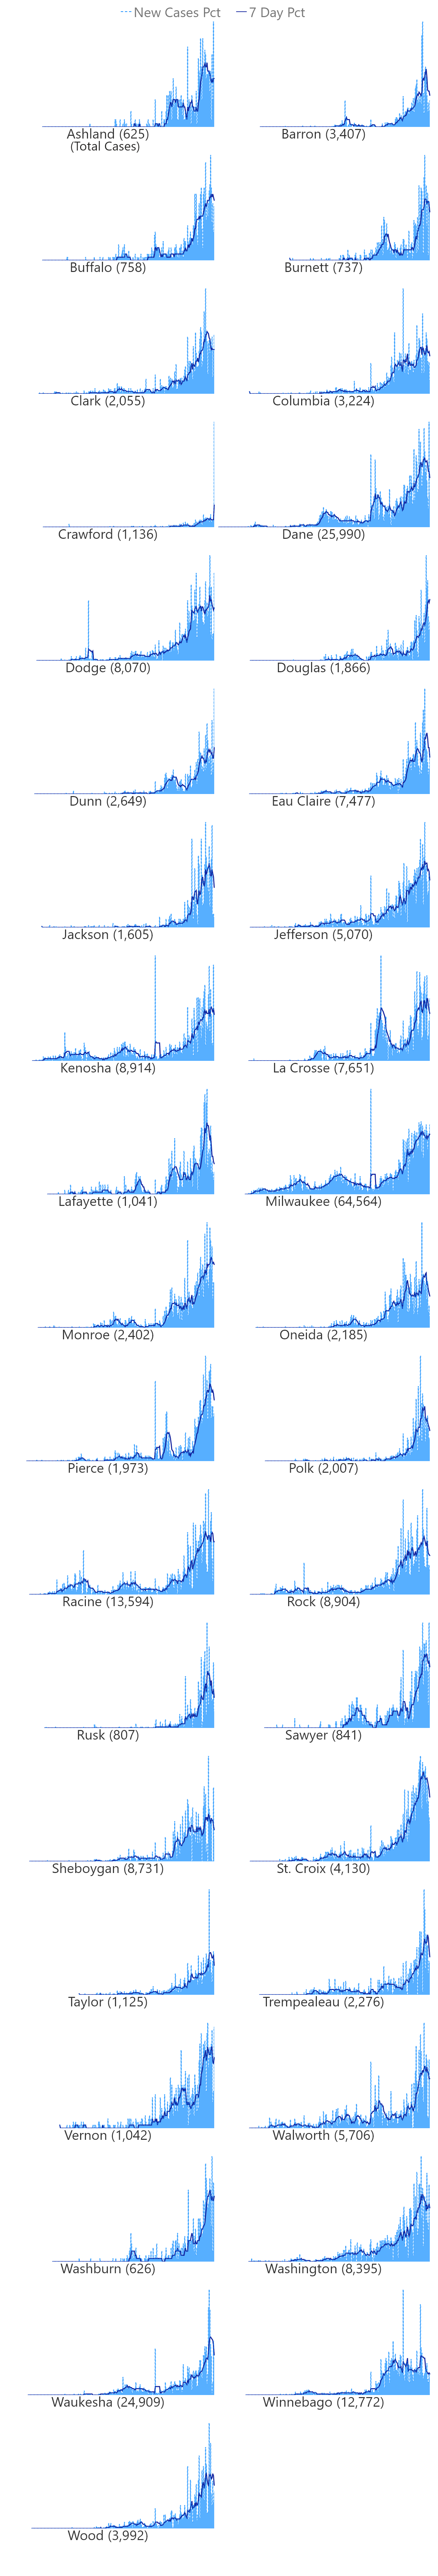 New Cases Pct 7 Day Pct
Ashland (625) Barron (3,407)
(Total Cases)
Buffalo (758) Burnett (737)
Clark (2,055) Columbia (3,224)
Crawford (1,136) Dane (25,990)
Dodge (8,070) Douglas (1,866)
Dunn (2,649) Eau Claire (7,477)
Jackson (1,605) Jefferson (5,070)
Kenosha (8,914) La Crosse (7,651)
Lafayette (1,041) Milwaukee (64,564)
Monroe (2,402) Oneida (2,185)
Pierce (1,973) Polk (2,007)
Racine (13,594) Rock (8,904)
Rusk (807) Sawyer (841)
Sheboygan (8,731) St. Croix (4,130)
Taylor (1,125) Trempealeau (2,276)
Vernon (1,042) Walworth (5,706)
Washburn (626) Washington (8,395)
Waukesha (24,909) Winnebago (12,772)
Wood (3,992)